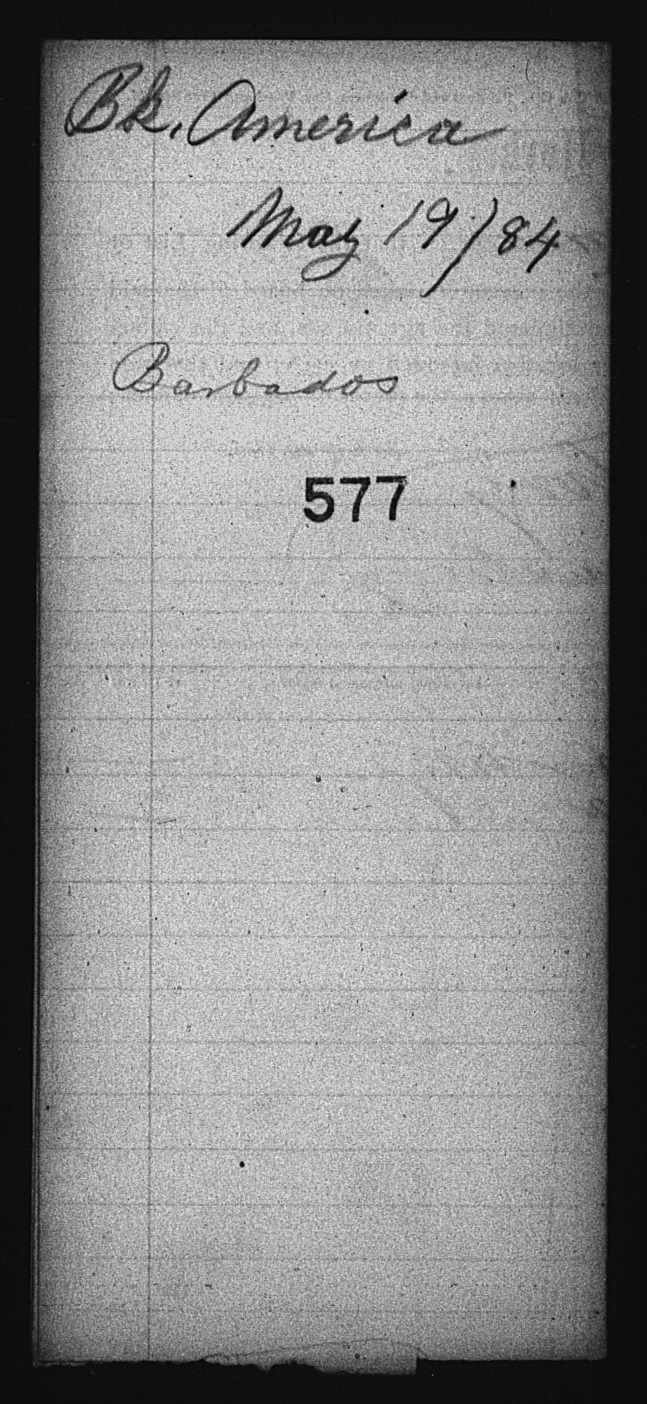 Bk. America
May 19/84
Barbados
577